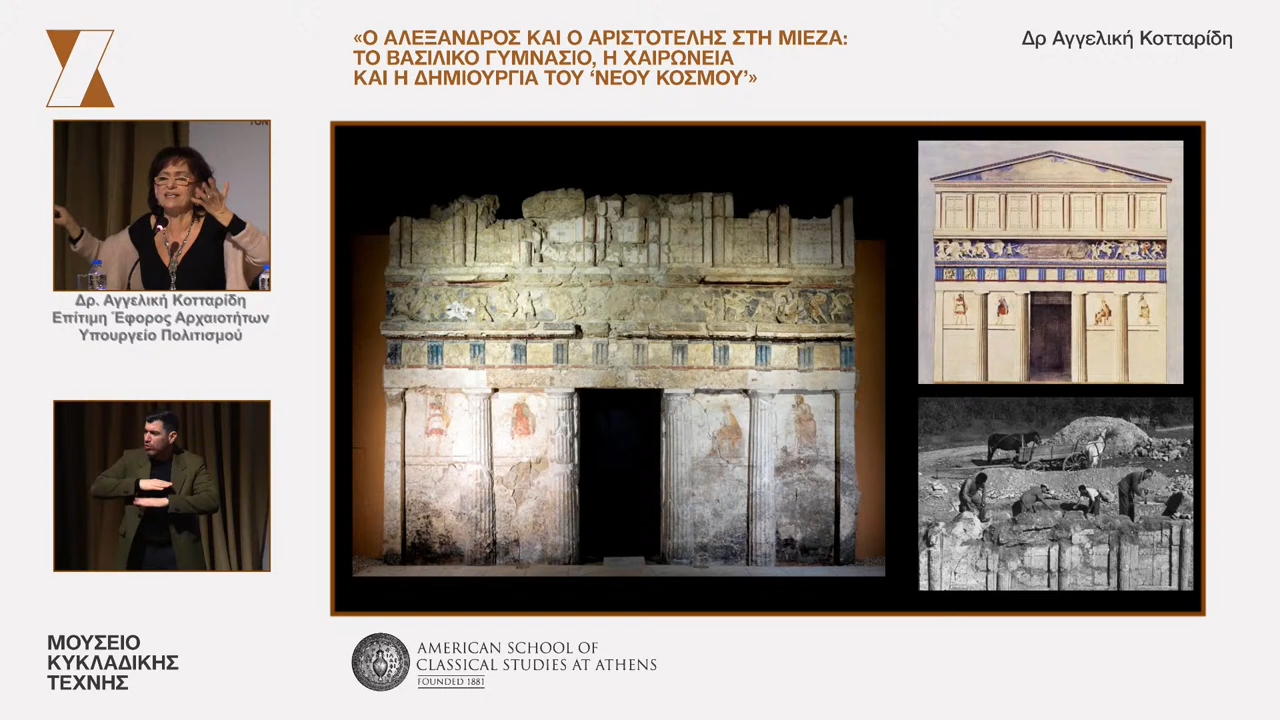 «Ο ΑΛΕΞΑΝΔΡΟΣ ΚΑΙ Ο ΑΡΙΣΤΟΤΕΛΗΣ ΣΤΗ ΜΙΕΖΑ:
ΤΟ ΒΑΣΙΛΙΚΟ ΓΥΜΝΑΣΙΟ, Η ΧΑΙΡΩΝΕΙΑ
ΚΑΙ Η ΔΗΜΙΟΥΡΓΙΑ ΤΟΥ ‘ΝΕΟΥ ΚΟΣΜΟΥ’»
Δρ Αγγελική Κοτταρίδη
ΤΩΝ
Δρ. Αγγελική Κοτταρίδη
Επίτιμη Έφορος Αρχαιοτήτων
Υπουργείο Πολιτισμού
ΜΟΥΣΕΙΟ
ΚΥΚΛΑΔΙΚΗΣ
ΤΕΧΝΗΣ
AMERICAN SCHOOL OF
CLASSICAL STUDIES AT ATHENS
FOUNDED 1881